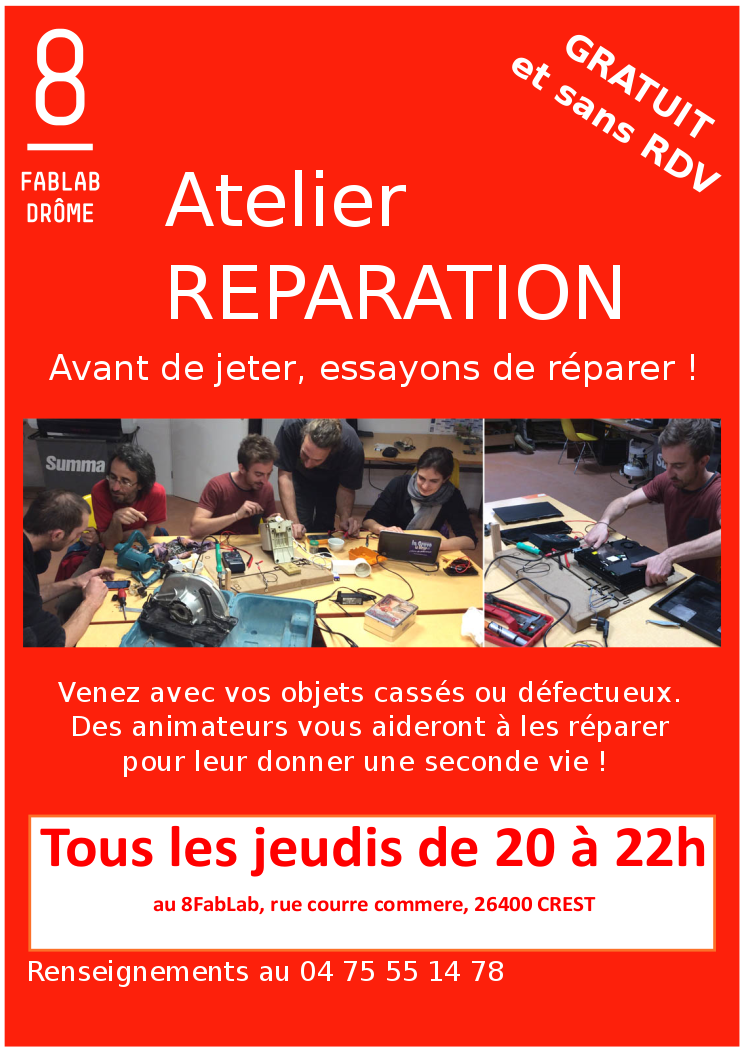 8
FABLAB
DRÔME
GRATUIT
et sans RDV
Atelier
REPARATION
Avant de jeter, essayons de réparer !
Summa
Venez avec vos objets cassés ou défectueux.
Des animateurs vous aideront à les réparer
pour leur donner une seconde vie !
Tous les jeudis de 20 à 22h
au 8FabLab, rue courre commere, 26400 CREST
Renseignements au 04 75 55 14 78